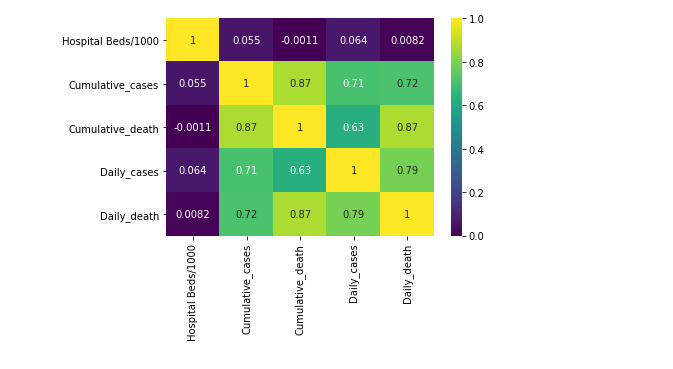 Hospital Beds/1000 1 0.055 -0.0011 0.064 0.0082
Cumulative_cases 0.055 1 0.87 0.71 0.72
Cumulative_death -0.0011 0.87 1 0.63 0.87
Daily_cases 0.064 0.71 0.63 1 0.79
Daily_death 0.0082 0.72 0.87 0.79 1
Hospital Beds/1000
Cumulative_cases
Cumulative_death
Daily_cases
Daily_death
1.0
0.8
0.6
0.4
0.2
0.0